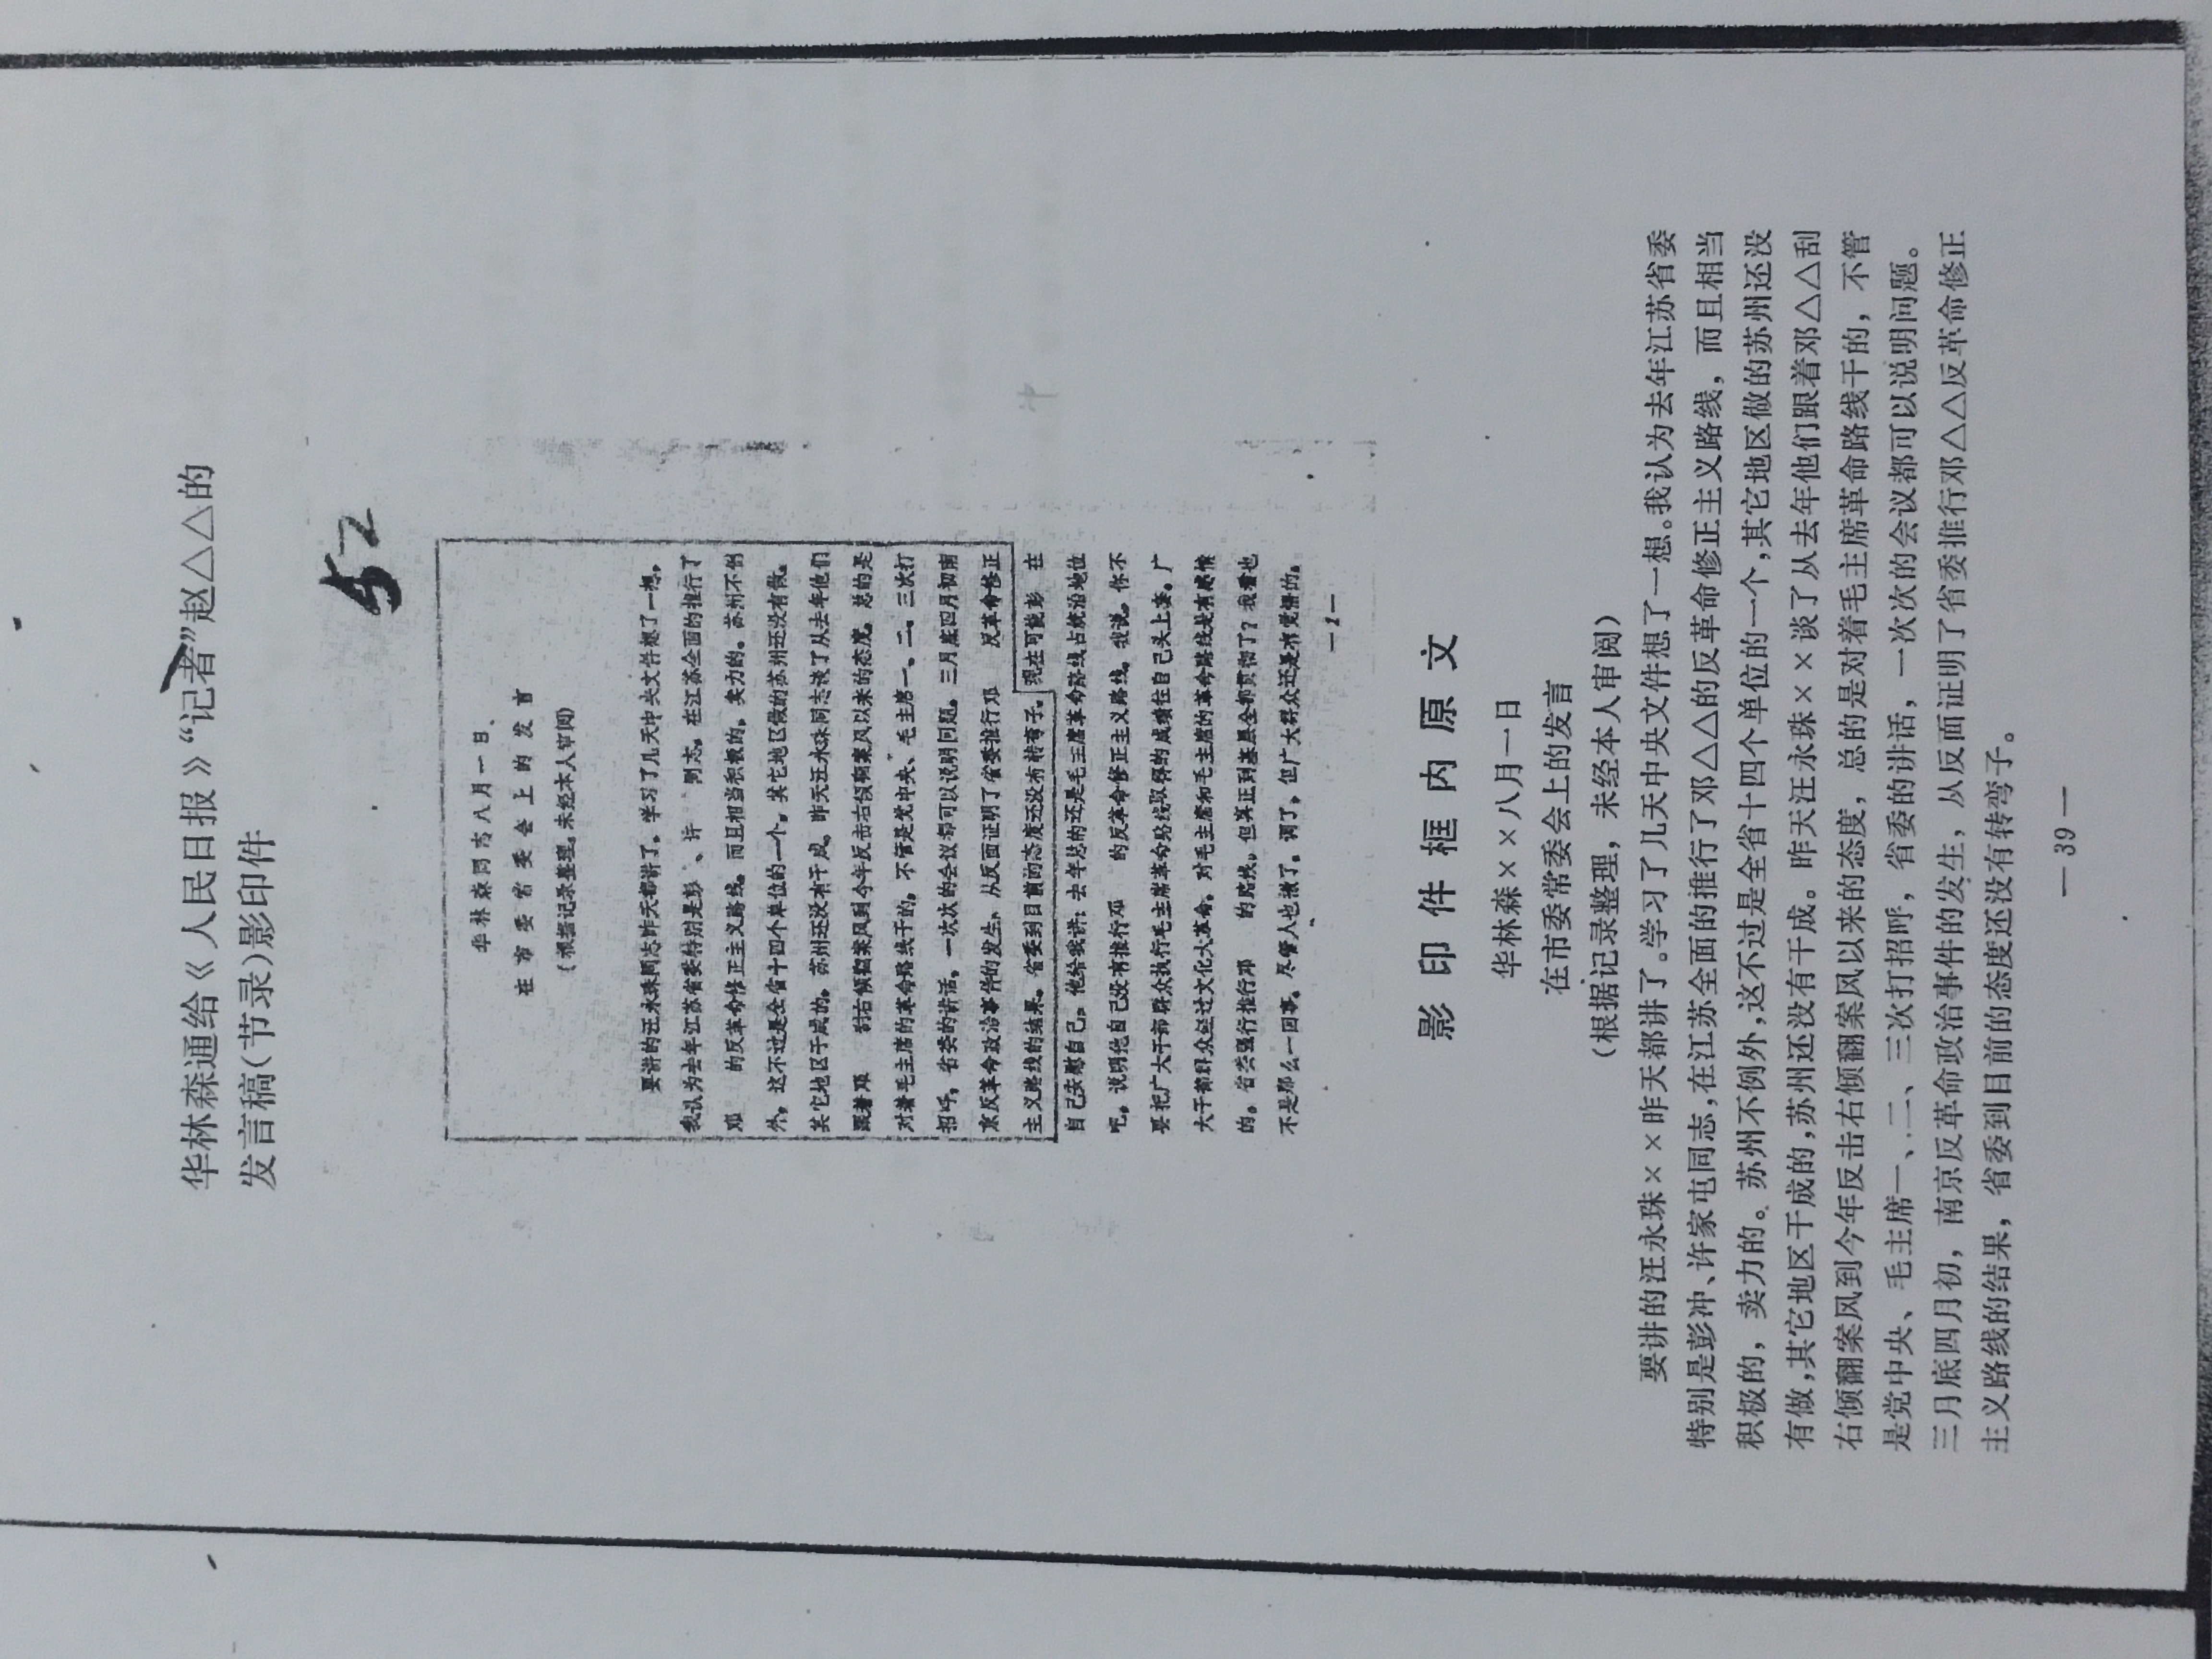 华林森通给《人民日报》“记者”赵△△的
发言稿（节录）影印件
52
华林森同志八月一日
在市委常委会上的发言
（根据记录整理，未经本人审阅）
要讲的汪永珠同志昨天都讲了。学习了几天中央文件想了一想，
我认为去年江苏省委特别是彭 、许 同志，在江苏全面的推行了
邓 的反革命修正主义路线，而且相当积极的，卖力的。苏州不例
外，这不过是全省十四个单位的一个，其它地区做的苏州还没有做。
其它地区干成的，苏州还没有干成。昨天汪永珠同志谈了从去年他们
跟着邓 刮右倾翻案风到今年反击右倾翻案风以来的态度，总的是
对着毛主席的革命路线干的，不管是党中央、毛主席一、二、三次打
招呼，省委的讲话，一次次的会议都可以说明问题。三月底四月初南
京反革命政治事件的发生，从反面证明了省委推行邓 反革命修正
主义路线的结果。省委到目前的态度还没有转弯子。现在可能彭 在
自己安慰自己，他给我讲：去年总的还是毛主席革命路线占统治地位
吧，说明他自己没有推行邓 的反革命修正主义路线。我说，你不
要把广大干部群众执行毛主席革命路线取得的成绩往自己头上套。广
大干部群众经过文化大革命，对毛主席和毛主席的革命路线是有感情
的。省委强行推行邓 的路线，但真正到基层全部贯彻了？我看也
不是那么一回事。尽管人也撤了，调了，但广大群众还是有觉悟的。
—1—
影印件框内原文
华林森××八月一日
在市委常委会上的发言
（根据记录整理，未经本人审阅）
要讲的汪永珠××昨天都讲了。学习了几天中央文件想了一想。我认为去年江苏省委
特别是彭冲、许家屯同志，在江苏全面的推行了邓△△的反革命修正主义路线，而且相当
积极的，卖力的。苏州不例外，这不过是全省十四个单位的一个，其它地区做的苏州还没
有做，其它地区干成的，苏州还没有干成。昨天汪永珠××谈了从去年他们跟着邓△△刮
右倾翻案风到今年反击右倾翻案风以来的态度，总的是对着毛主席革命路线干的，不管
是党中央、毛主席一、二、三次打招呼，省委的讲话，一次次的会议都可以说明问题。
三月底四月初，南京反革命政治事件的发生，从反面证明了省委推行邓△△反革命修正
主义路线的结果，省委到目前的态度还没有转弯子。
—39—